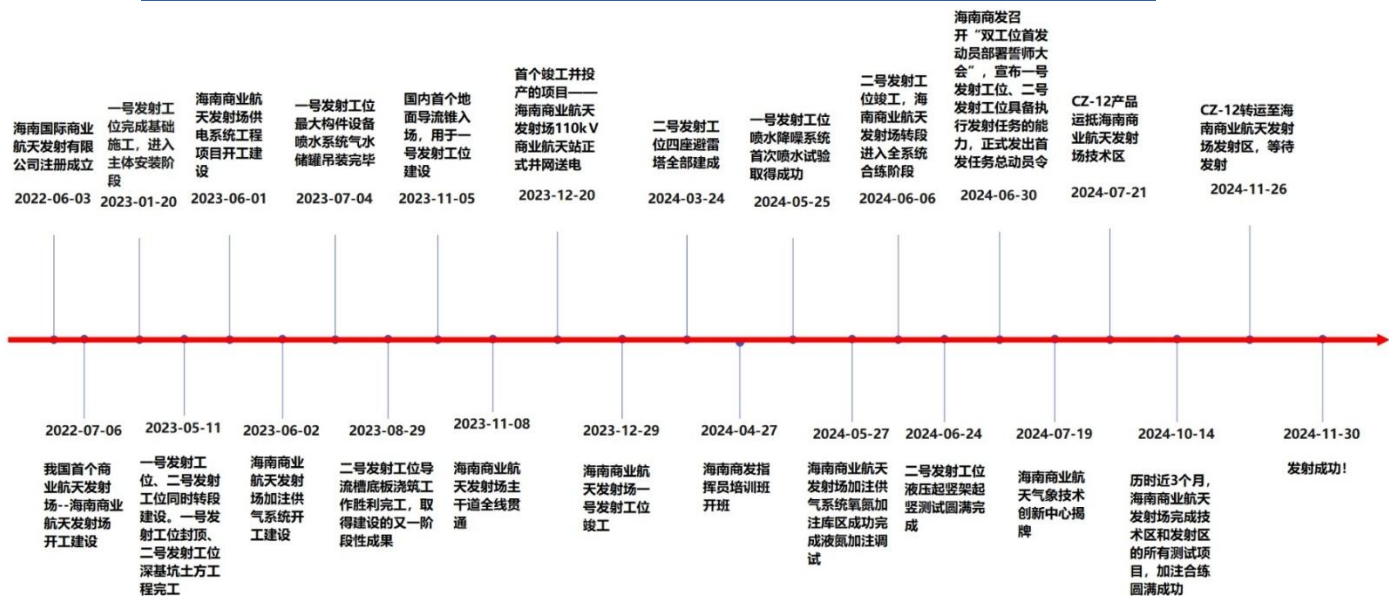 海南国际商业
航天发射有限
公司注册成立
2022-06-03
一号发射工
位完成基础
施工，进入
主体安装阶
段
2023-01-20
海南商业航
天发射场供
电系统工程
项目开工建
设
2023-06-01
一号发射工位
最大构件设备
喷水系统气水
储罐吊装完毕
2023-07-04
国内首个地
面导流锥入
场，用于一
号发射工位
建设
2023-11-05
首个竣工并投
产的项目——
海南商业航天
发射场110kV
商业航天站正
式并网送电
2023-12-20
二号发射工
位四座避雷
塔全部建成
2024-03-24
一号发射工位
喷水降噪系统
首次喷水试验
取得成功
2024-05-25
二号发射工
位竣工，海
南商业航天
发射场转段
进入全系统
合练阶段
2024-06-06
海南商发召
开“双工位首发
动员部署誓师大
会”，宣布一号
发射工位、二号
发射工位具备执
行发射任务的能
力，正式发出首
发任务总动员令
2024-06-30
CZ-12产品
运抵海南商
业航天发射
场技术区
2024-07-21
CZ-12转运至海
南商业航天发射
场发射区，等待
发射
2024-11-26
2022-07-06
我国首个商
业航天发射
场--海南商业
航天发射场
开工建设
2023-05-11
一号发射工
位、二号发射
工位同时转段
建设。一号发
射工位封顶、
二号发射工位
深基坑土方工
程完工
2023-06-02
海南商业
航天发射
场加注供
气系统开
工建设
2023-08-29
二号发射工位导
流槽底板浇筑工
作胜利完工，取
得建设的又一阶
段性成果
2023-11-08
海南商业航
天发射场主
干道全线贯
通
2023-12-29
海南商业航
天发射场一
号发射工位
竣工
2024-04-27
海南商发指
挥员培训班
开班
2024-05-27
海南商业航天
发射场加注供
气系统氧氮加
注库区成功完
成液氮加注调
试
2024-06-24
二号发射工位
液压起竖架起
竖测试圆满完
成
2024-07-19
海南商业航
天气象技术
创新中心揭
牌
2024-10-14
历时近3个月，
海南商业航天
发射场完成技
术区和发射区
的所有测试项
目，加注合练
圆满成功
2024-11-30
发射成功！